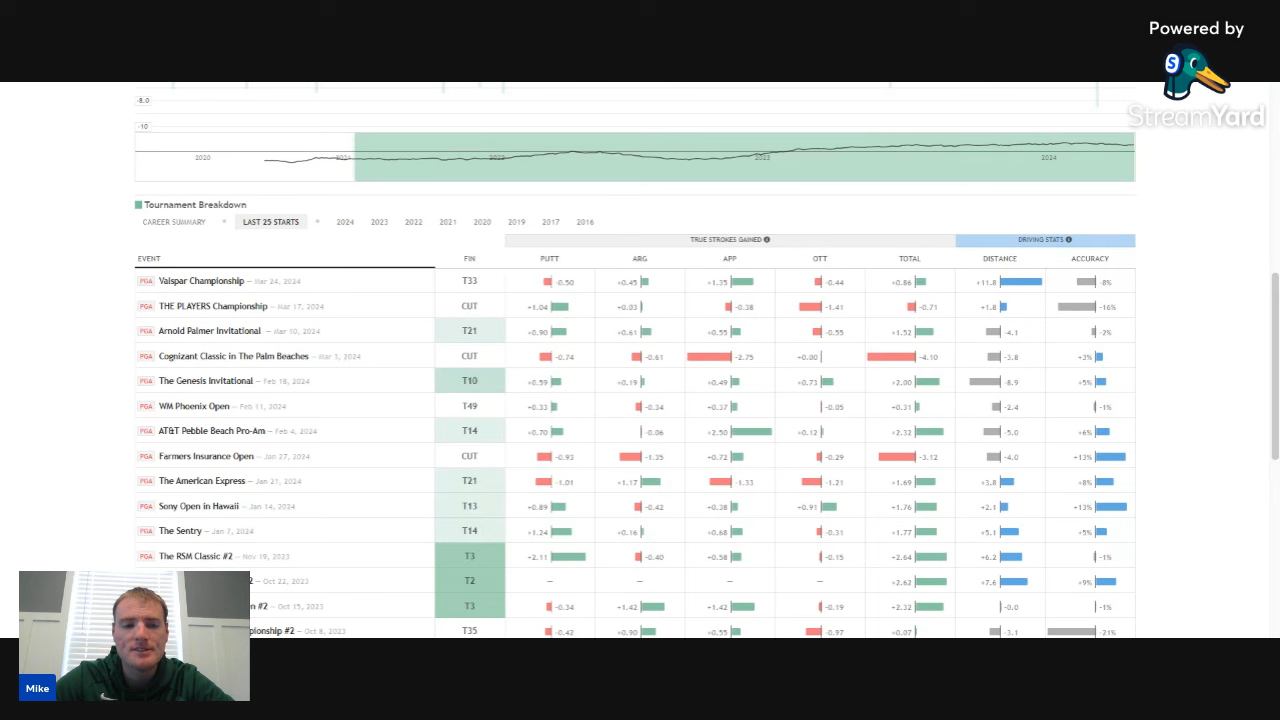 Powered by
StreamYard
-8.0
-10
2020 2022 2023 2024
Tournament Breakdown
CAREER SUMMARY LAST 25 STARTS 2024 2023 2022 2021 2020 2019 2017 2016
TRUE STROKES GAINED DRIVING STATS
EVENT FIN PUTT ARG APP OTT TOTAL DISTANCE ACCURACY
PGA Valspar Championship — Mar 24, 2024 T33 -0.50 +0.45 +1.35 -0.44 +0.86 +11.8 -8%
PGA THE PLAYERS Championship — Mar 17, 2024 CUT +1.04 +0.03 -0.38 -1.41 -0.71 +1.8 -16%
PGA Arnold Palmer Invitational — Mar 10, 2024 T21 +0.90 +0.61 +0.55 -0.55 +1.52 -4.1 -2%
PGA Cognizant Classic in The Palm Beaches — Mar 3, 2024 CUT -0.74 -0.61 -2.75 +0.00 -4.10 -3.8 +3%
PGA The Genesis Invitational — Feb 18, 2024 T10 +0.59 +0.19 +0.49 +0.73 +2.00 -8.9 +5%
PGA WM Phoenix Open — Feb 11, 2024 T49 +0.33 -0.34 +0.37 -0.05 +0.31 -2.4 -1%
PGA AT&T Pebble Beach Pro-Am — Feb 4, 2024 T14 +0.70 -0.06 +2.50 +0.12 +2.32 -5.0 +6%
PGA Farmers Insurance Open — Jan 27, 2024 CUT -0.93 -1.35 +0.72 -0.29 -3.12 -4.0 +13%
PGA The American Express — Jan 21, 2024 T21 -1.01 +1.17 -1.33 -1.21 +1.69 +3.8 +8%
PGA Sony Open in Hawaii — Jan 14, 2024 T13 +0.89 -0.42 +0.38 +0.91 +1.76 +2.1 +13%
PGA The Sentry — Jan 7, 2024 T14 +1.24 +0.16 +0.68 -0.31 +1.77 +5.1 +5%
PGA The RSM Classic #2 — Nov 19, 2023 T3 +2.11 -0.40 +0.58 -0.15 +2.64 +6.2 -1%
2 — Oct 22, 2023 T2 — — — — +2.62 +7.6 +9%
n #2 — Oct 15, 2023 T3 -0.34 +1.42 +1.42 -0.19 +2.32 -0.0 -1%
pionship #2 — Oct 8, 2023 T35 -0.42 +0.90 +0.55 -0.97 +0.07 -3.1 -21%
Mike